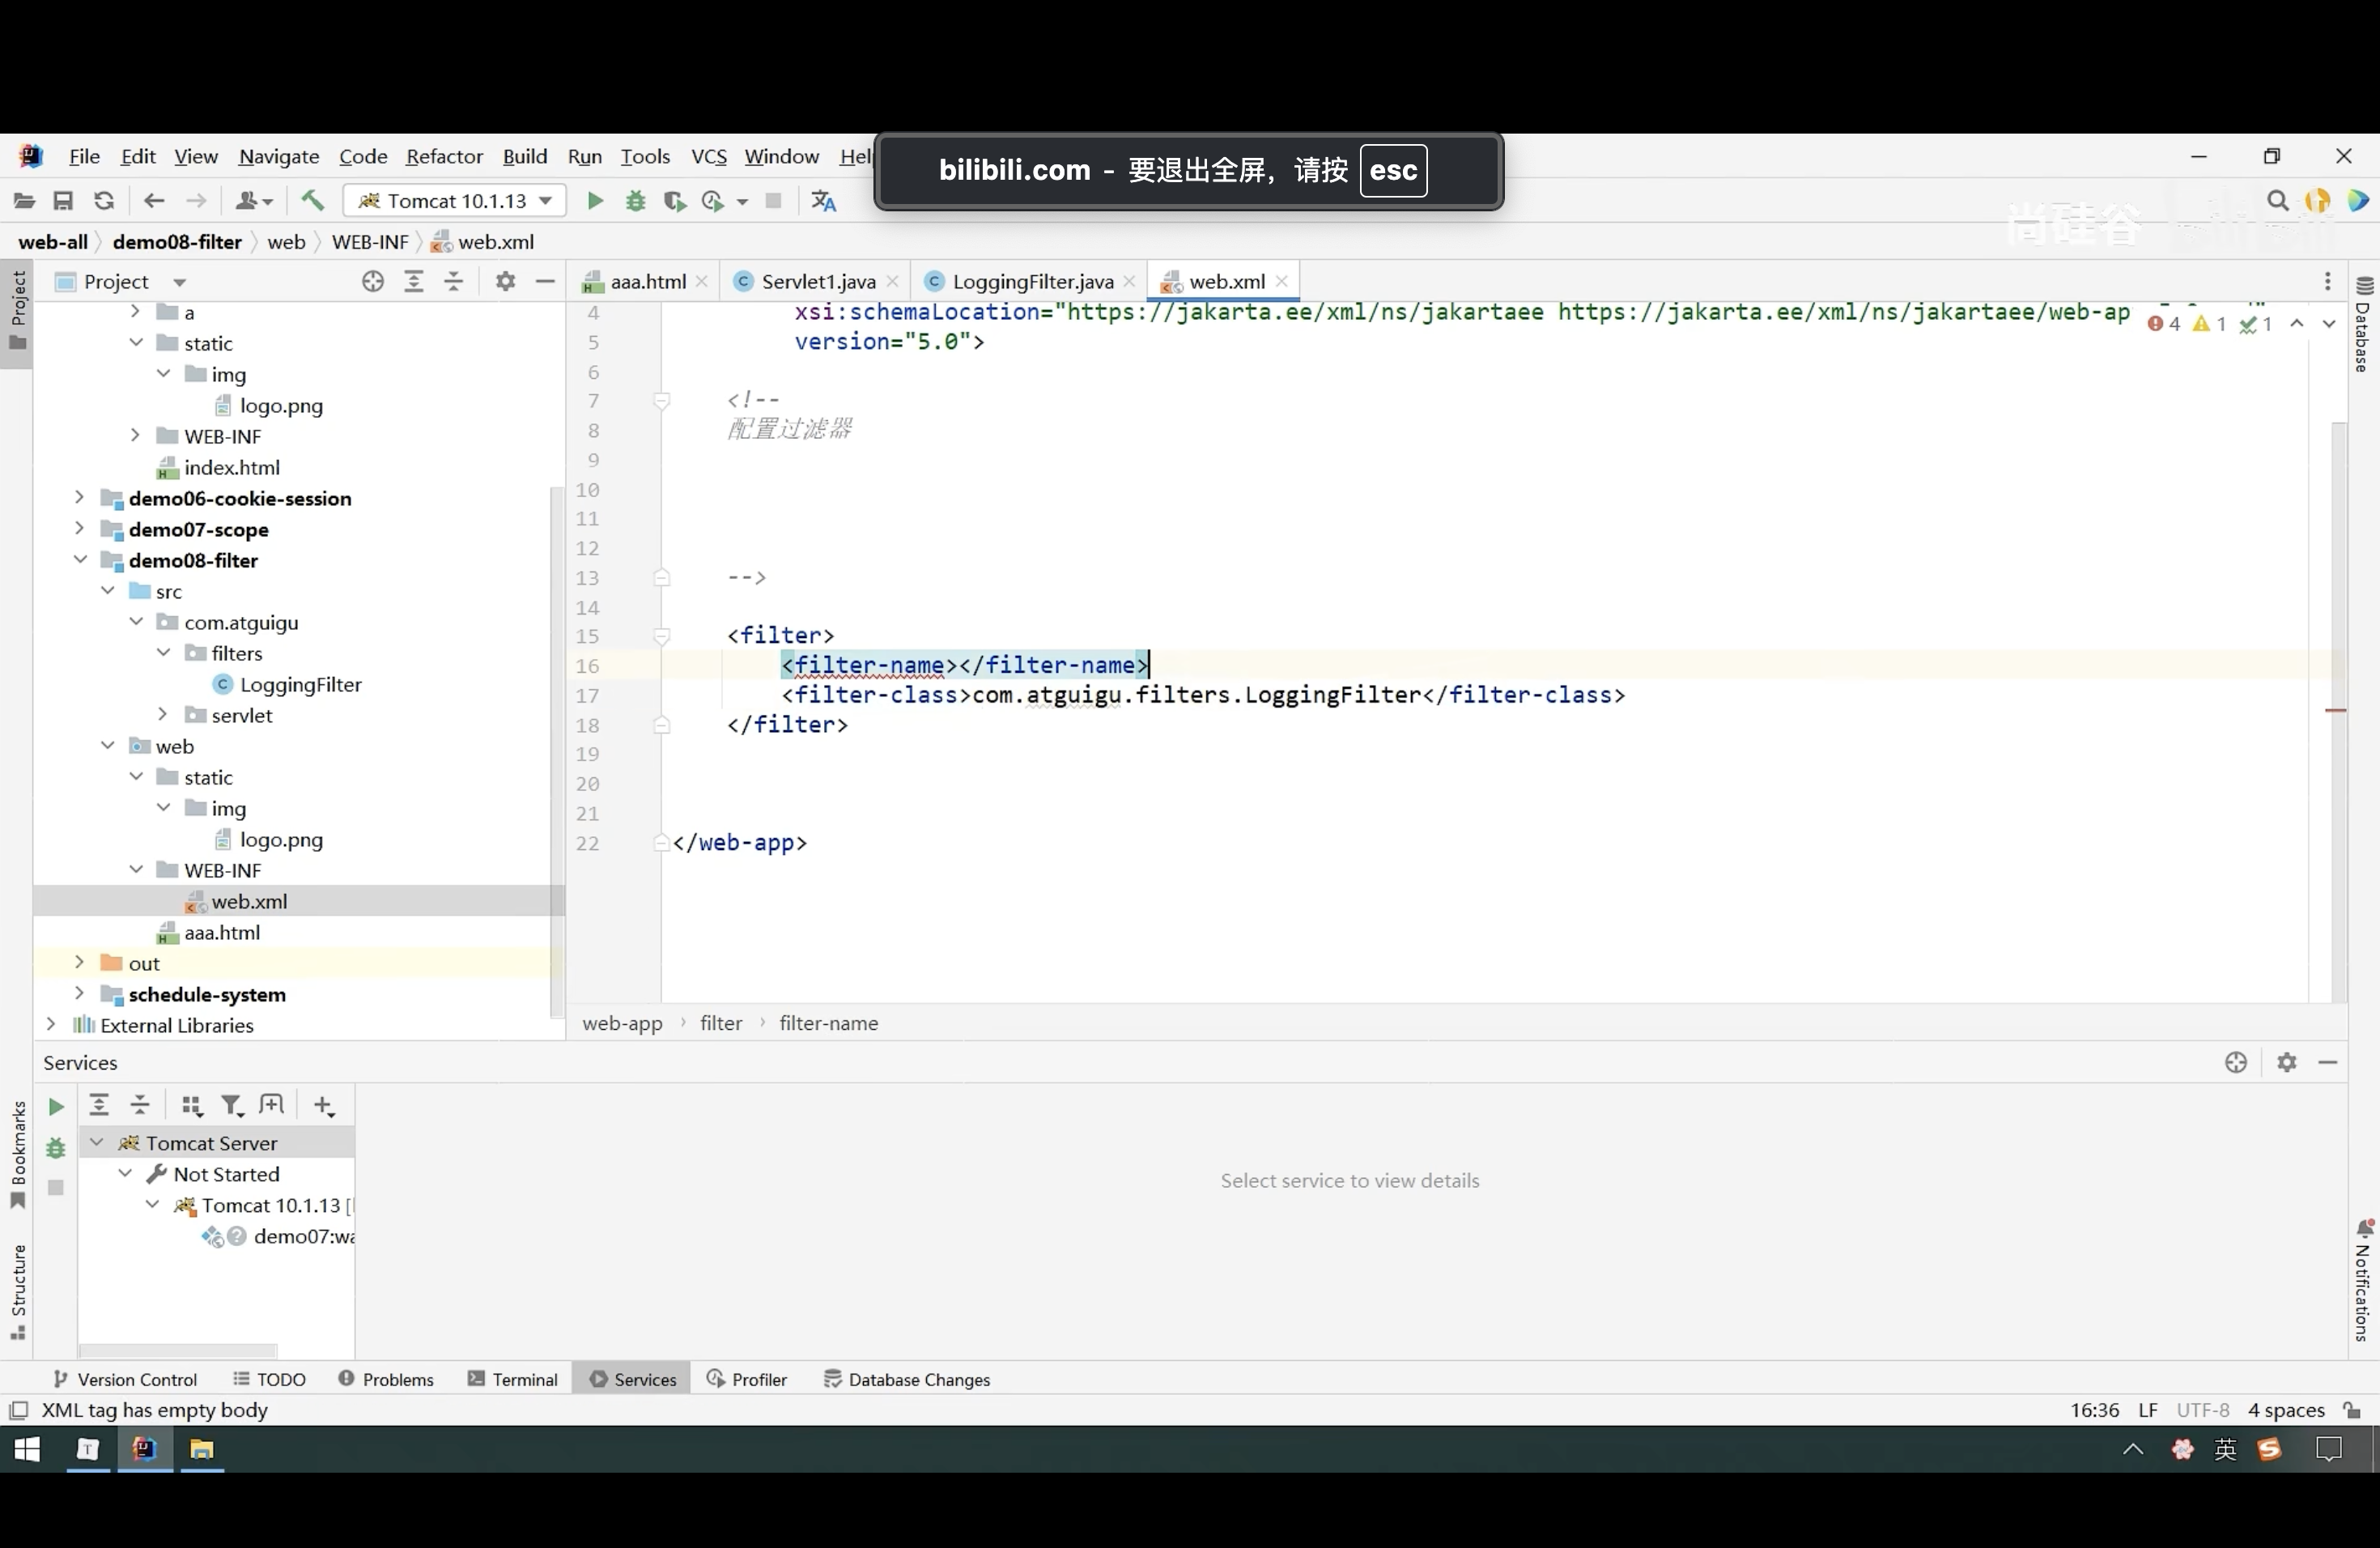 File Edit View Navigate Code Refactor Build Run Tools VCS Window
bilibili.com - 要退出全屏，请按 esc
Tomcat 10.1.13
尚硅谷 bilibili
web-all demo08-filter web WEB-INF web.xml
Project
Project
aaa.html Servlet1.java LoggingFilter.java web.xml
Database
a
static
img
logo.png
WEB-INF
index.html
demo06-cookie-session
demo07-scope
demo08-filter
src
com.atguigu
filters
LoggingFilter
servlet
web
static
img
logo.png
WEB-INF
web.xml
aaa.html
out
schedule-system
External Libraries
4 xsi:schemaLocation="https://jakarta.ee/xml/ns/jakartaee https://jakarta.ee/xml/ns/jakartaee/web-ap
4 1 1
5 version="5.0">
6
7 <!--
8 配置过滤器
9
10
11
12
13 -->
14
15 <filter>
16 <filter-name></filter-name>
17 <filter-class>com.atguigu.filters.LoggingFilter</filter-class>
18 </filter>
19
20
21
22 </web-app>
web-app filter filter-name
Services
Bookmarks
Structure
Tomcat Server
Not Started
Tomcat 10.1.13 [
demo07:wa
Select service to view details
Notifications
Version Control TODO Problems Terminal Services Profiler Database Changes
XML tag has empty body
16:36 LF UTF-8 4 spaces
T 英